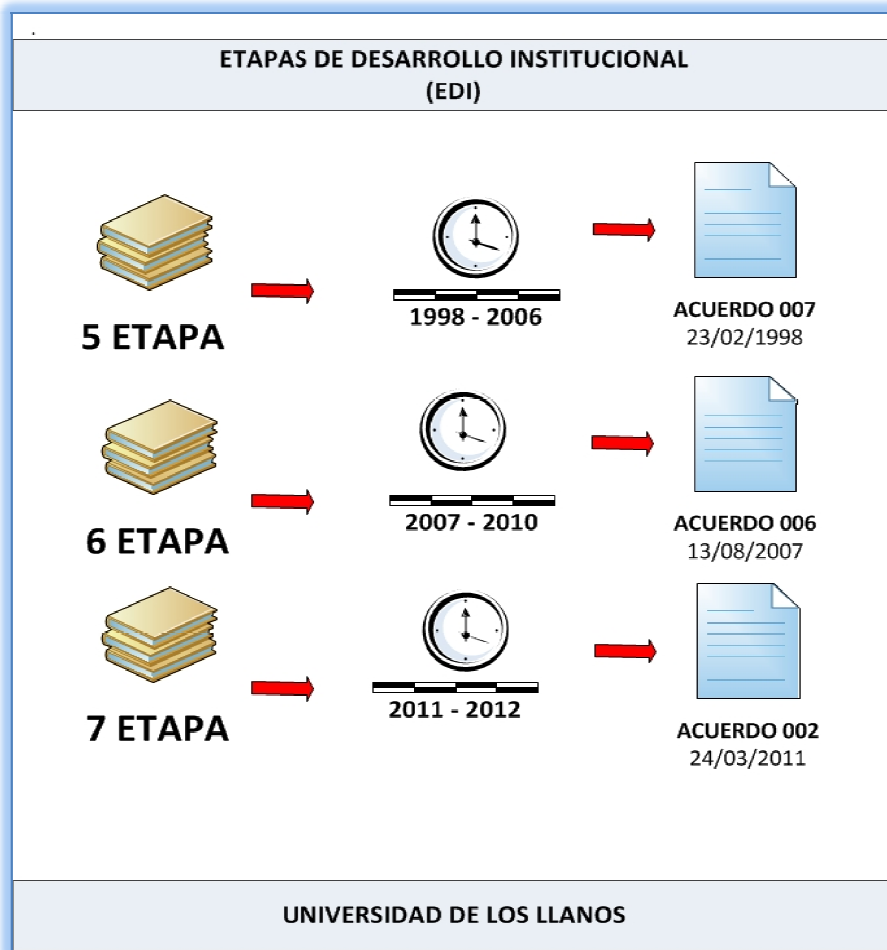 ETAPAS DE DESARROLLO INSTITUCIONAL
(EDI)
5 ETAPA
1998 - 2006
ACUERDO 007
23/02/1998
6 ETAPA
2007 - 2010
ACUERDO 006
13/08/2007
7 ETAPA
2011 - 2012
ACUERDO 002
24/03/2011
UNIVERSIDAD DE LOS LLANOS